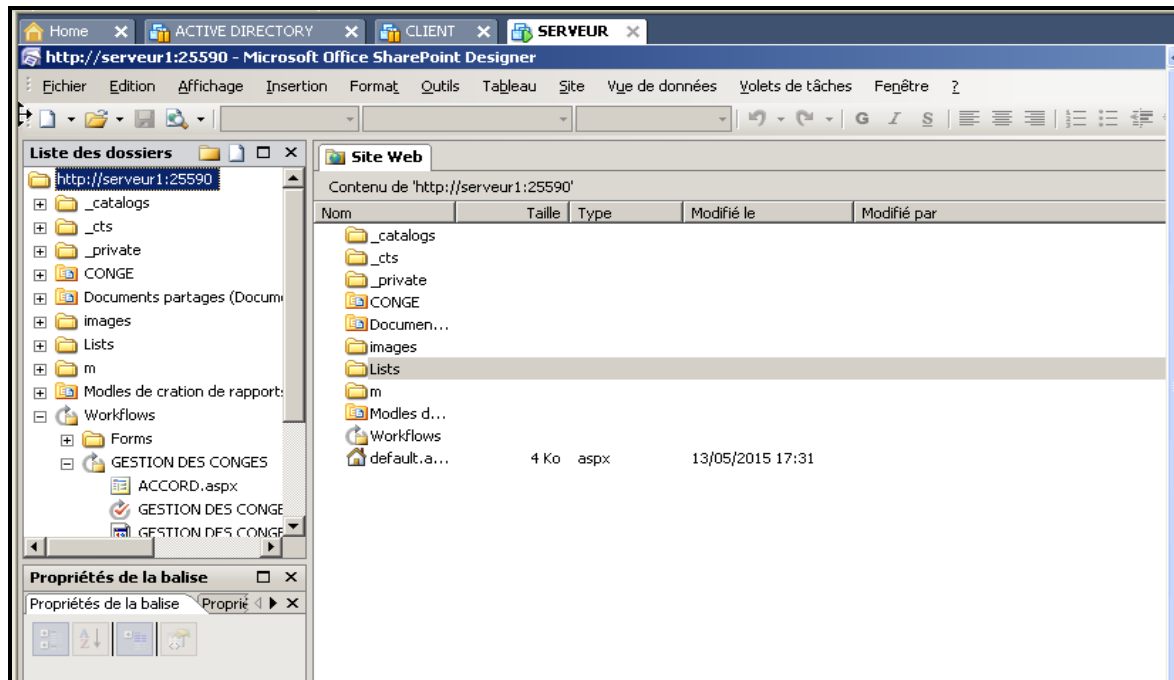 Home ACTIVE DIRECTORY CLIENT SERVEUR
http://serveur1:25590 - Microsoft Office SharePoint Designer
Fichier Edition Affichage Insertion Format Outils Tableau Site Vue de données Volets de tâches Fenêtre ?
G I S
Liste des dossiers
http://serveur1:25590
_catalogs
_cts
_private
CONGE
Documents partages (Docum
images
Lists
m
Modles de cration de rapports
Workflows
Forms
GESTION DES CONGES
ACCORD.aspx
GESTION DES CONGE
GESTION DES CONGE
Site Web
Contenu de 'http://serveur1:25590'
Nom Taille Type Modifié le Modifié par
_catalogs
_cts
_private
CONGE
Documen...
images
Lists
m
Modles d...
Workflows
default.a... 4 Ko aspx 13/05/2015 17:31
Propriétés de la balise
Propriétés de la balise Proprié